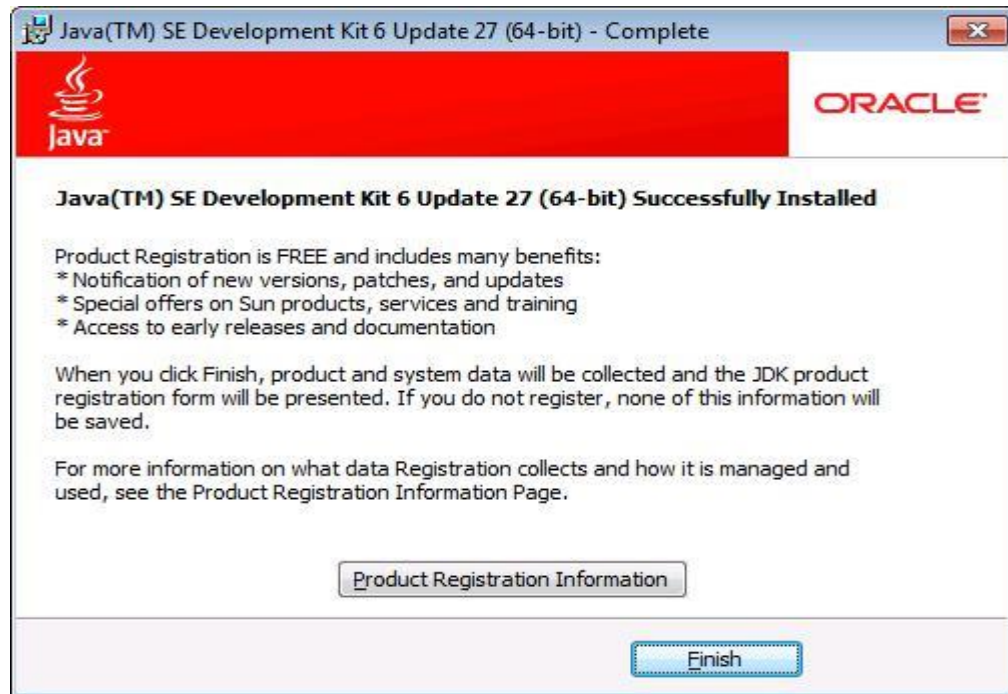 Java(TM) SE Development Kit 6 Update 27 (64-bit) - Complete
Java™
ORACLE®
Java(TM) SE Development Kit 6 Update 27 (64-bit) Successfully Installed
Product Registration is FREE and includes many benefits:
* Notification of new versions, patches, and updates
* Special offers on Sun products, services and training
* Access to early releases and documentation
When you click Finish, product and system data will be collected and the JDK product
registration form will be presented. If you do not register, none of this information will
be saved.
For more information on what data Registration collects and how it is managed and
used, see the Product Registration Information Page.
Product Registration Information
Finish